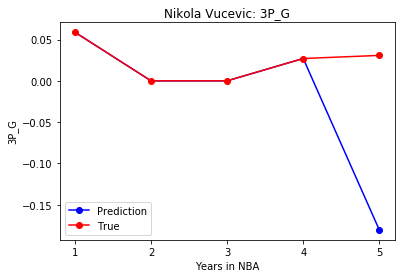 Nikola Vucevic: 3P_G
3P_G
0.05
0.00
−0.05
−0.10
−0.15
Prediction
True
1 2 3 4 5
Years in NBA